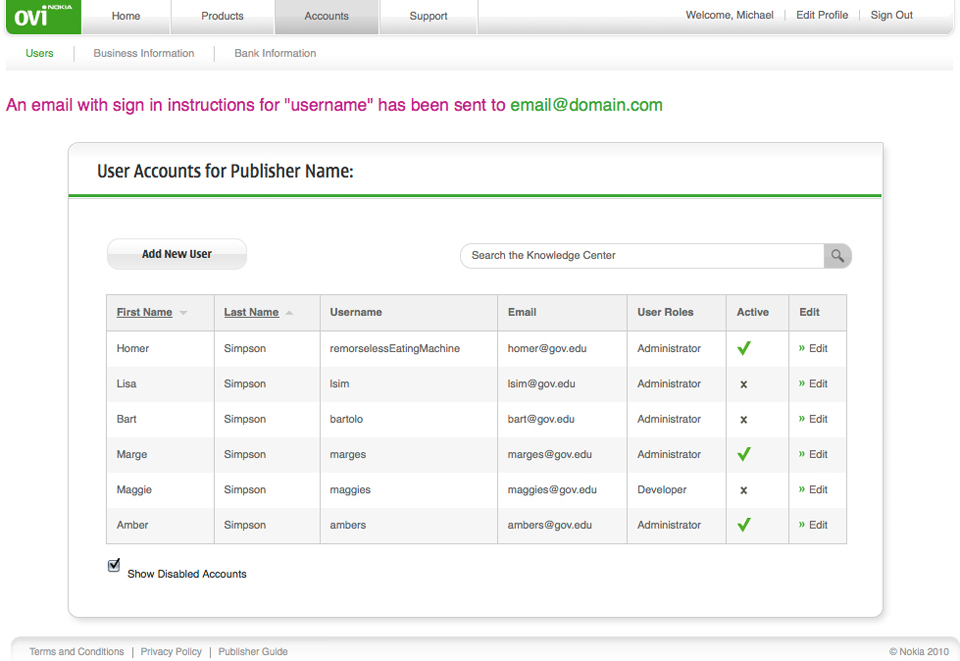 ovi NOKIA Home Products Accounts Support Welcome, Michael | Edit Profile | Sign Out
Users | Business Information | Bank Information
An email with sign in instructions for "username" has been sent to email@domain.com
User Accounts for Publisher Name:
Add New User Search the Knowledge Center
First Name Last Name Username Email User Roles Active Edit
Homer Simpson remorselessEatingMachine homer@gov.edu Administrator ✓ » Edit
Lisa Simpson lsim lsim@gov.edu Administrator x » Edit
Bart Simpson bartolo bart@gov.edu Administrator x » Edit
Marge Simpson marges marges@gov.edu Administrator ✓ » Edit
Maggie Simpson maggies maggies@gov.edu Developer x » Edit
Amber Simpson ambers ambers@gov.edu Administrator ✓ » Edit
Show Disabled Accounts
Terms and Conditions | Privacy Policy | Publisher Guide © Nokia 2010